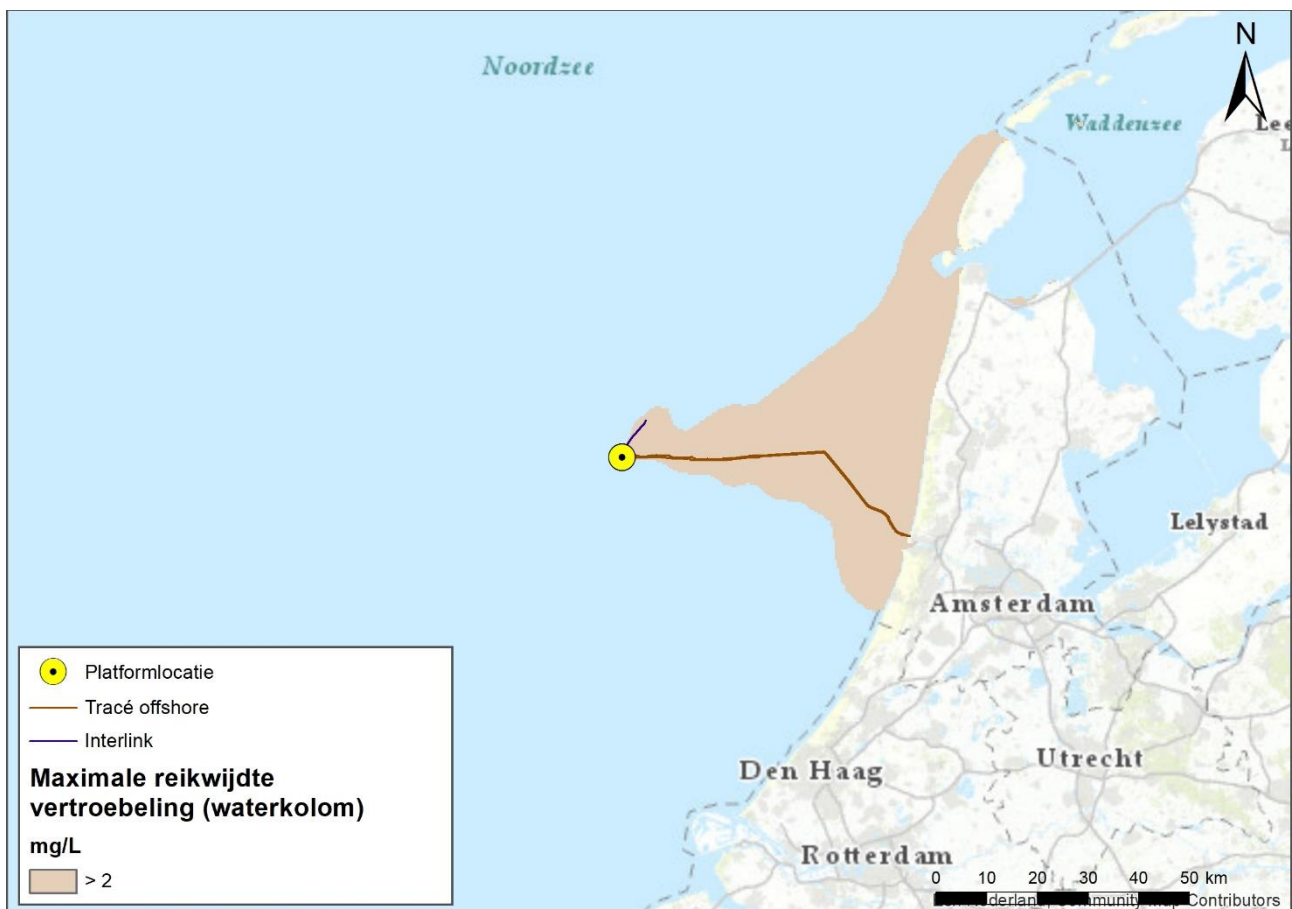 Noordzee
N
Waddenzee
Lee
Lelystad
Amsterdam
Utrecht
Den Haag
Rotterdam
Platformlocatie
Tracé offshore
Interlink
Maximale reikwijdte
vertroebeling (waterkolom)
mg/L
> 2
0 10 20 30 40 50 km
Contributors